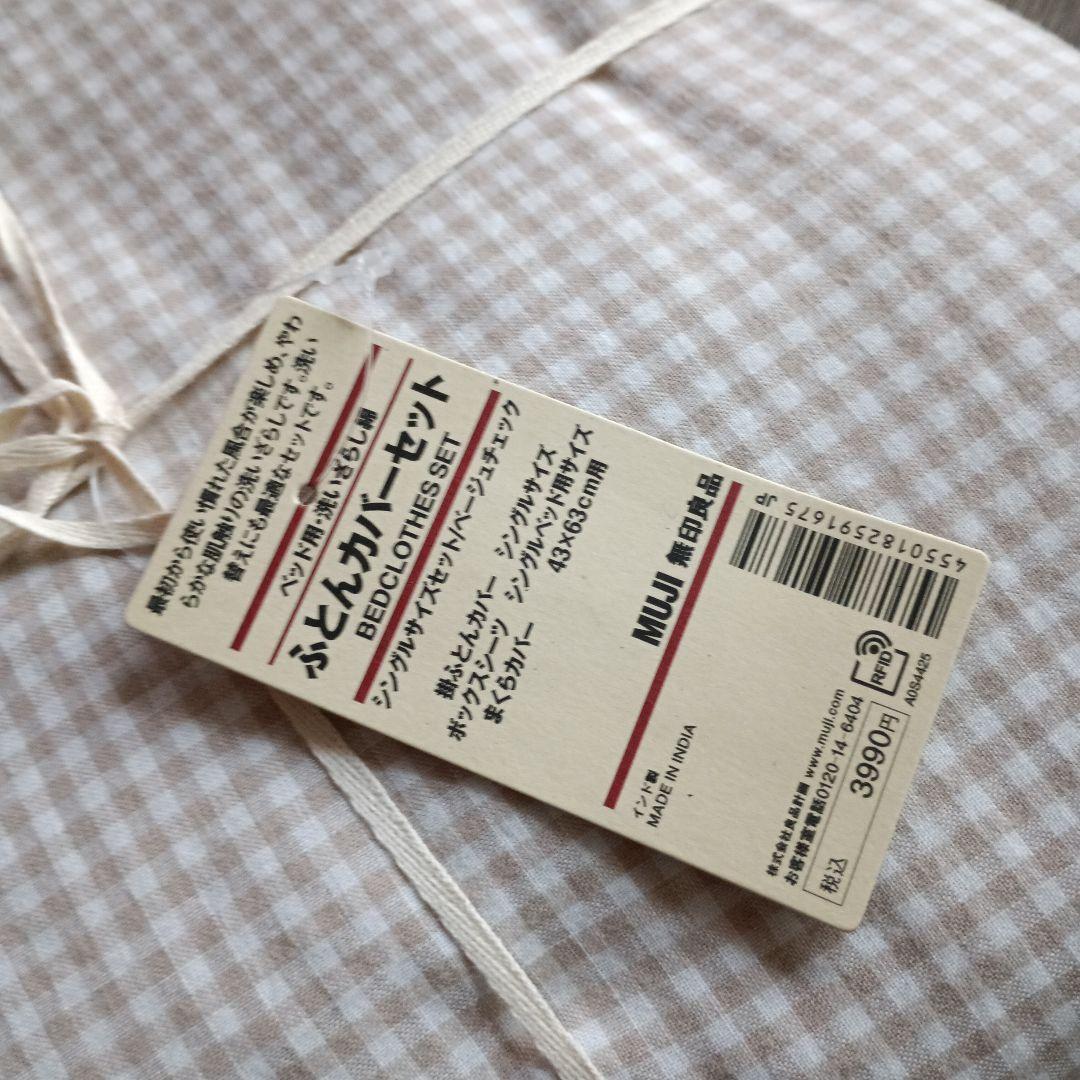 最初から使い慣れた風合が楽しめ、やわ
らかな肌触りの洗いざらしです。洗い
替えにも最適なセットです。
ベッド用・洗いざらし綿
ふとんカバーセット
BEDCLOTHES SET
シングルサイズセット/ベージュチェック
掛ふとんカバー シングルサイズ
ボックスシーツ シングルベッド用サイズ
まくらカバー 43×63cm用
MUJI 無印良品
インド製
MADE IN INDIA
JP
4550182591675
RFID
A0S4425
株式会社良品計画 www.muji.com
お客様室電話0120-14-6404
税込 3990円